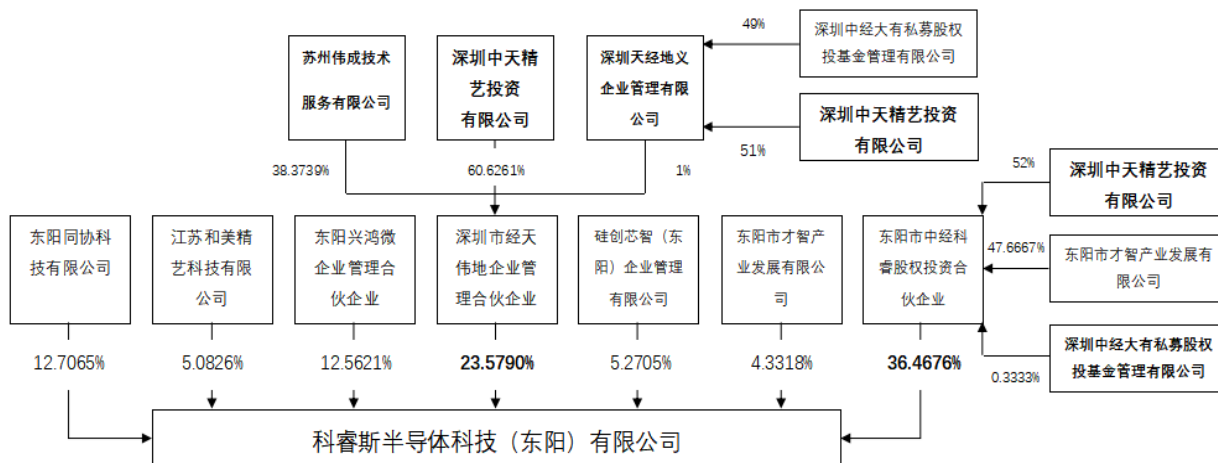 49%
深圳中经大有私募股权
投基金管理有限公司
苏州伟成技术
服务有限公司
深圳中天精
艺投资
有限公司
深圳天经地义
企业管理有限
公司
深圳中天精艺投资
有限公司
51%
38.3739%
60.6261%
1%
52%
深圳中天精艺投资
有限公司
东阳同协科
技有限公司
江苏和美精
艺科技有限
公司
东阳兴鸿微
企业管理合
伙企业
深圳市经天
伟地企业管
理合伙企业
硅创芯智（东
阳）企业管理
有限公司
东阳市才智产
业发展有限公
司
东阳市中经科
睿股权投资合
伙企业
47.6667%
东阳市才智产业发展有
限公司
深圳中经大有私募股权
投基金管理有限公司
0.3333%
12.7065%
5.0826%
12.5621%
23.5790%
5.2705%
4.3318%
36.4676%
科睿斯半导体科技（东阳）有限公司